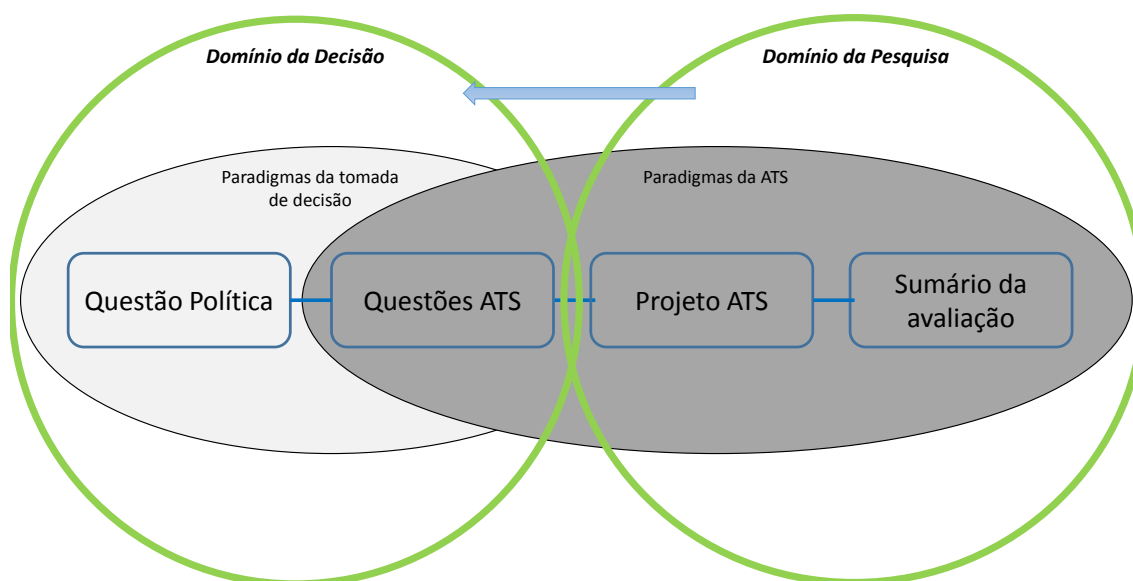 Domínio da Decisão
Domínio da Pesquisa
Paradigmas da tomada
de decisão
Paradigmas da ATS
Questão Política
Questões ATS
Projeto ATS
Sumário da
avaliação